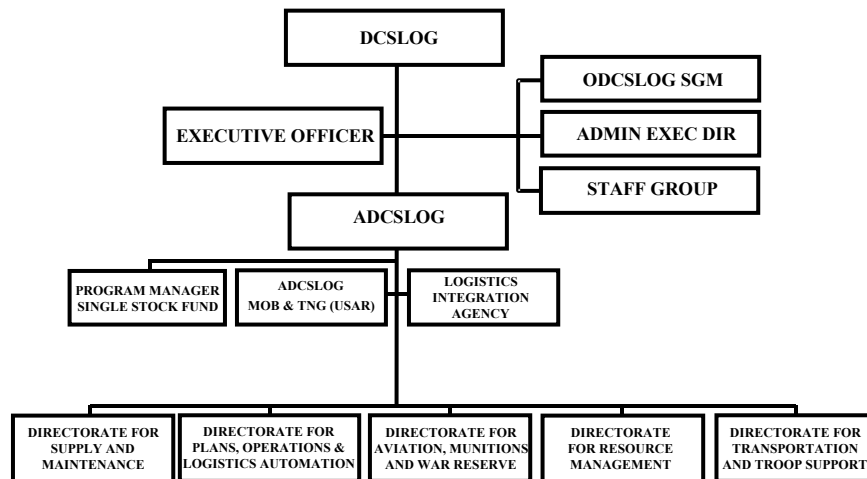 DCSLOG
ODCSLOG SGM
EXECUTIVE OFFICER
ADMIN EXEC DIR
STAFF GROUP
ADCSLOG
PROGRAM MANAGER
SINGLE STOCK FUND
ADCSLOG
MOB & TNG (USAR)
LOGISTICS
INTEGRATION
AGENCY
DIRECTORATE FOR
SUPPLY AND
MAINTENANCE
DIRECTORATE FOR
PLANS, OPERATIONS &
LOGISTICS AUTOMATION
DIRECTORATE FOR
AVIATION, MUNITIONS
AND WAR RESERVE
DIRECTORATE
FOR RESOURCE
MANAGEMENT
DIRECTORATE FOR
TRANSPORTATION
AND TROOP SUPPORT